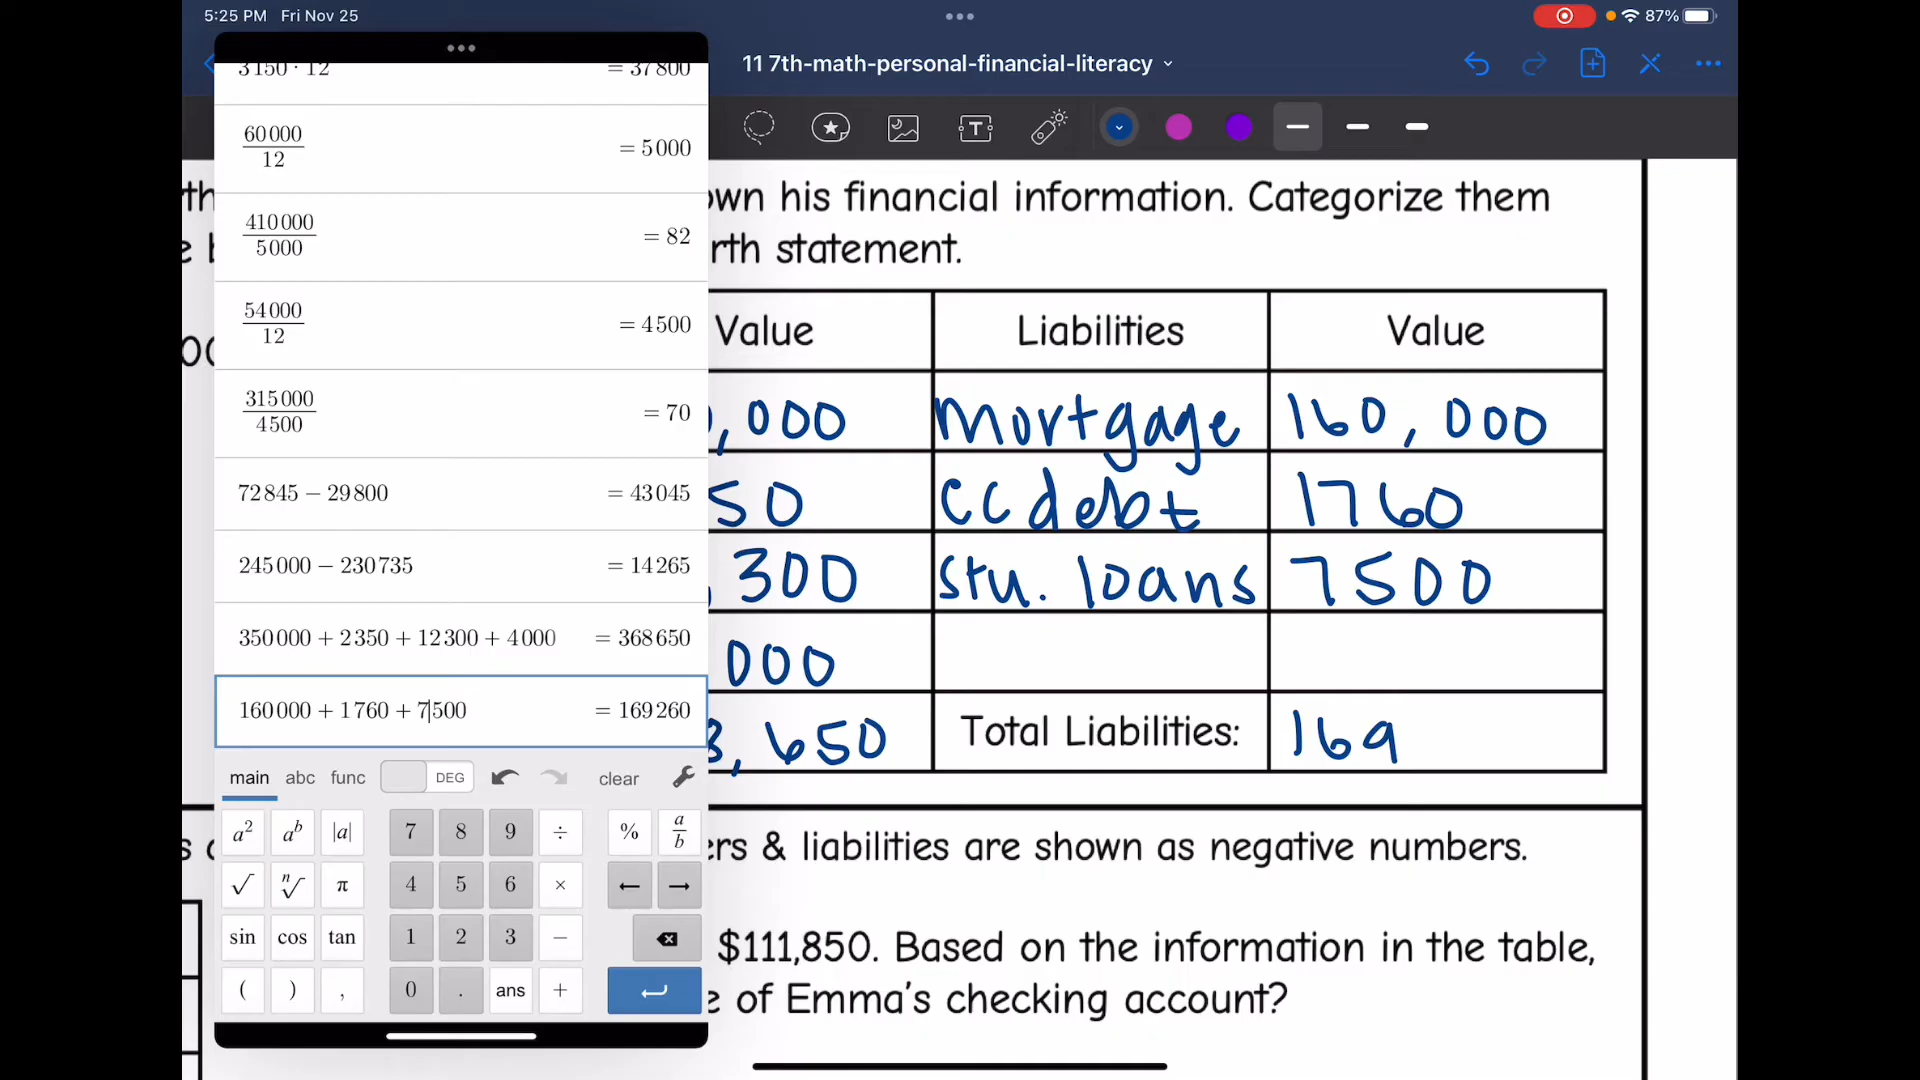 5:25 PM Fri Nov 25
87%
11 7th-math-personal-financial-literacy
3150 · 12 = 37800
60000/12 = 5000
410000/5000 = 82
54000/12 = 4500
315000/4500 = 70
72845 − 29800 = 43045
245000 − 230735 = 14265
350000 + 2350 + 12300 + 4000 = 368650
160000 + 1760 + 7500 = 169260
main abc func DEG clear
a² aᵇ |a| 7 8 9 ÷ % a/b
√ ⁿ√ π 4 5 6 × ← →
sin cos tan 1 2 3 −
( ) , 0 . ans +
his financial information. Categorize them
statement.
Value Liabilities Value
,000 mortgage 160,000
50 cc debt 1760
300 stu. loans 7500
000
,650 Total Liabilities: 169
& liabilities are shown as negative numbers.
$111,850. Based on the information in the table,
of Emma's checking account?